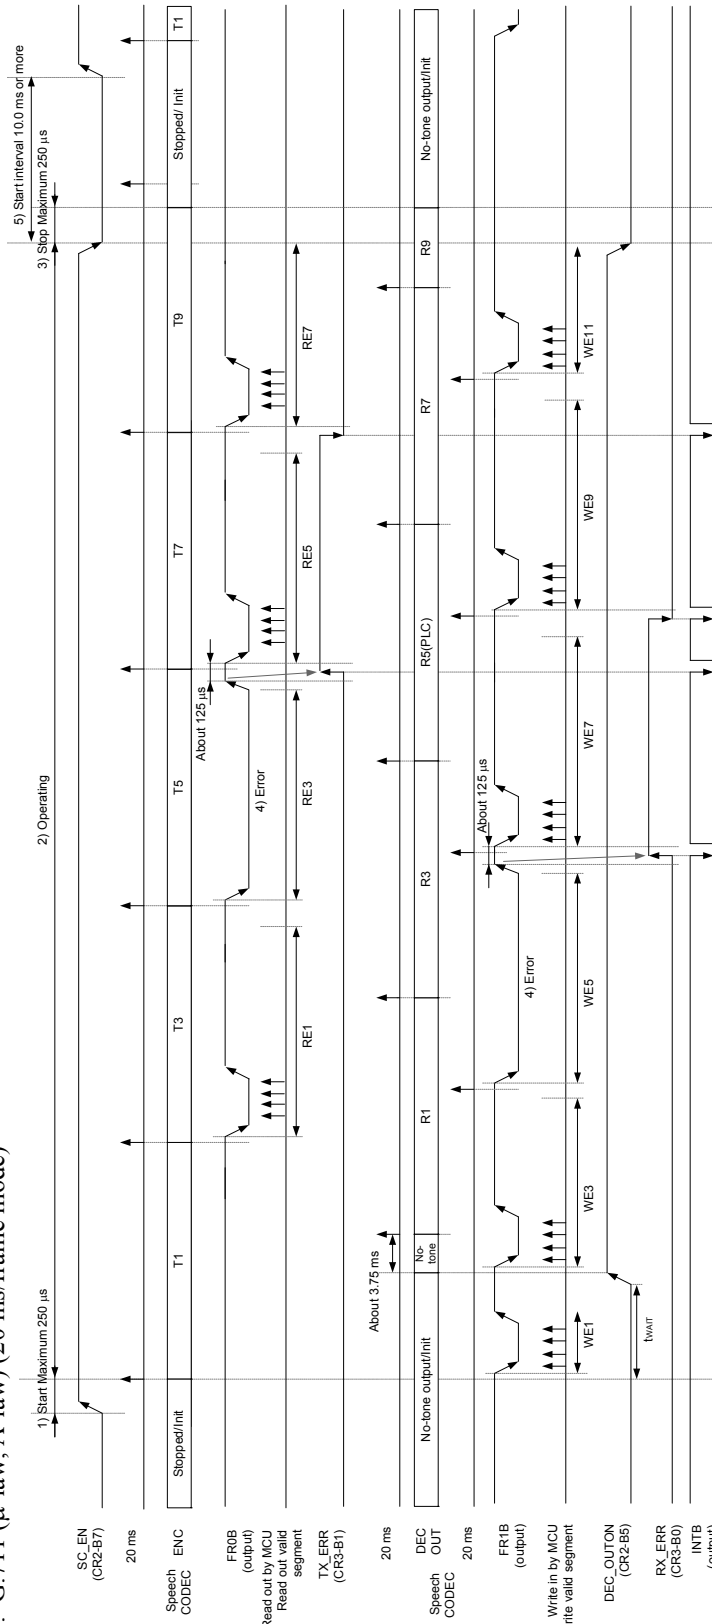 G.711 (μ-law, A-law) (20 ms/frame mode)
1) Start Maximum 250 μs
2) Operating
3) Stop Maximum 250 μs
5) Start interval 10.0 ms or more
SC_EN
(CR2-B7)
20 ms
Speech
CODEC
ENC
Stopped/Init
T1
T3
T5
T7
T9
Stopped/ Init
T1
FR0B
(output)
4) Error
About 125 μs
Read out by MCU
Read out valid
segment
RE1
RE3
RE5
RE7
TX_ERR
(CR3-B1)
20 ms
About 3.75 ms
Speech
CODEC
DEC
OUT
No-tone output/Init
No-
tone
R1
R3
R5(PLC)
R7
R9
No-tone output/Init
20 ms
FR1B
(output)
4) Error
About 125 μs
Write in by MCU
Write valid segment
WE1
WE3
WE5
WE7
WE9
WE11
DEC_OUTON
(CR2-B5)
tWAIT
RX_ERR
(CR3-B0)
INTB
(output)